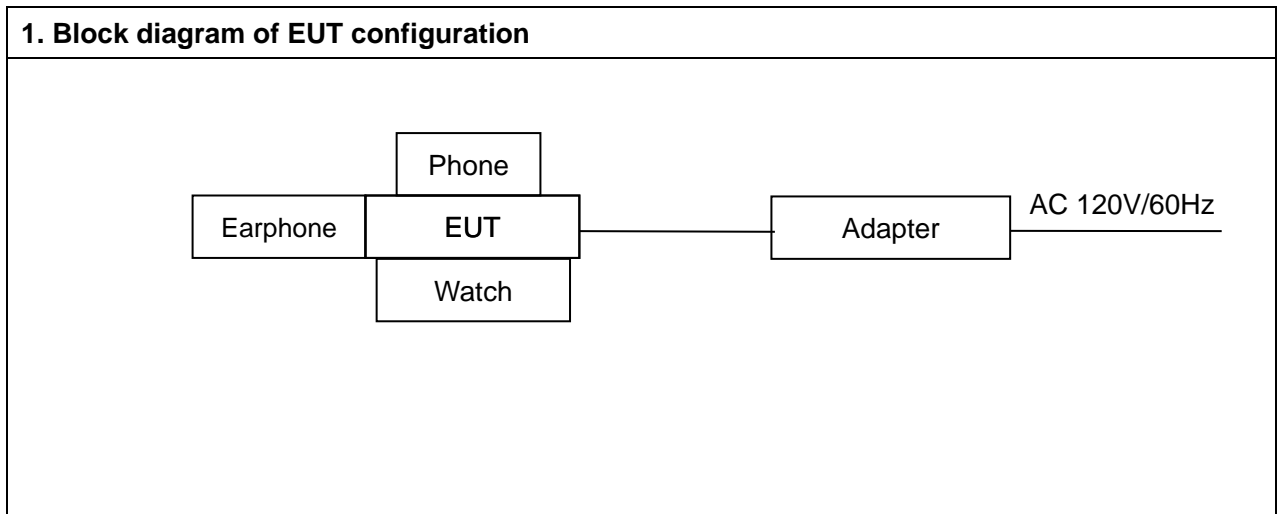 1. Block diagram of EUT configuration
Phone
AC 120V/60Hz
Earphone
EUT
Adapter
Watch